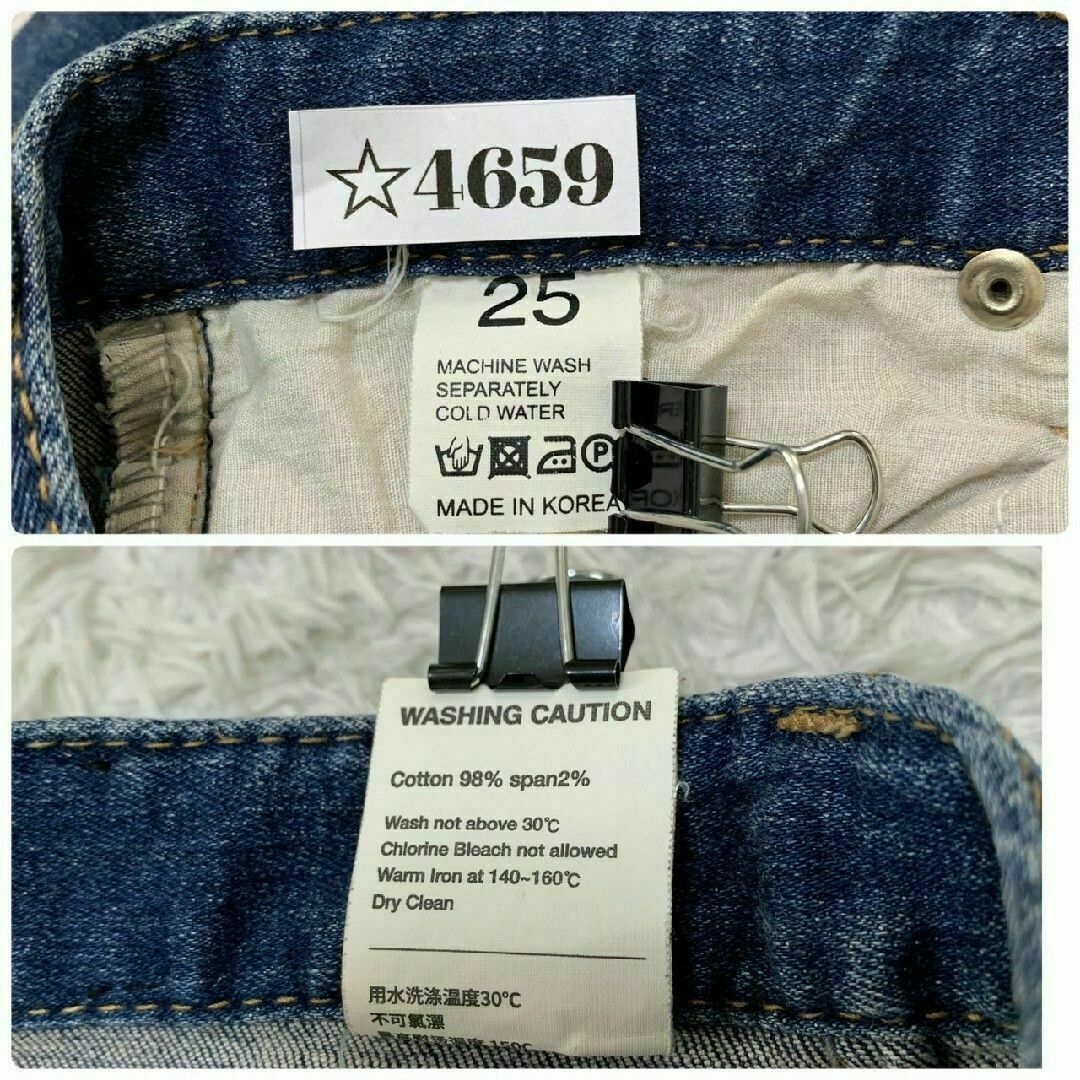 ☆4659
25
MACHINE WASH
SEPARATELY
COLD WATER
P
MADE IN KOREA
WASHING CAUTION
Cotton 98% span2%
Wash not above 30℃
Chlorine Bleach not allowed
Warm Iron at 140~160℃
Dry Clean
用水洗涤温度30°C
不可氯漂
150C